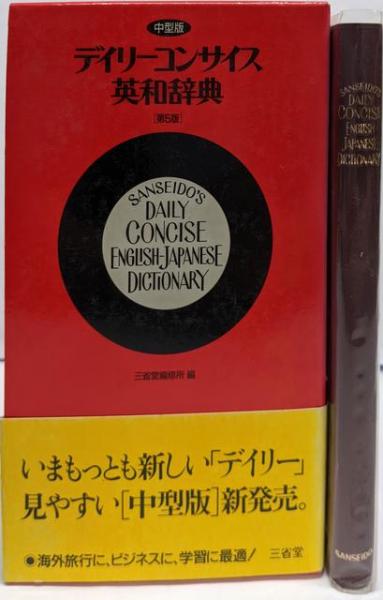 中型版
デイリーコンサイス
英和辞典
[第5版]
SANSEIDO'S
DAILY
CONCISE
ENGLISH-JAPANESE
DICTIONARY
三省堂編修所 編
いまもっとも新しい「デイリー」
見やすい[中型版]新発売。
●海外旅行に、ビジネスに、学習に最適! 三省堂
SANSEIDO'S
DAILY
CONCISE
ENGLISH-
JAPANESE
DICTIONARY
SANSEIDO